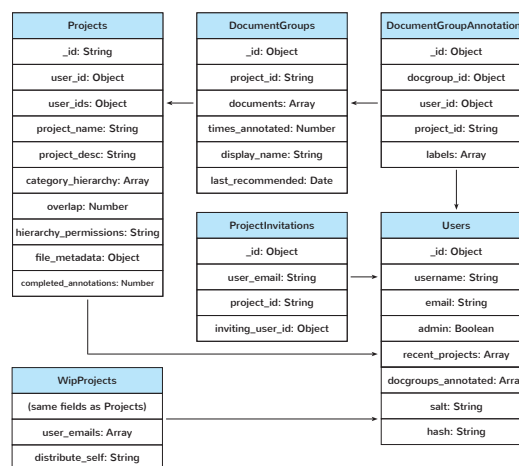 Projects
_id: String
user_id: Object
user_ids: Object
project_name: String
project_desc: String
category_hierarchy: Array
overlap: Number
hierarchy_permissions: String
file_metadata: Object
completed_annotations: Number
DocumentGroups
_id: Object
project_id: String
documents: Array
times_annotated: Number
display_name: String
last_recommended: Date
DocumentGroupAnnotation
_id: Object
docgroup_id: Object
user_id: Object
project_id: String
labels: Array
ProjectInvitations
_id: Object
user_email: String
project_id: String
inviting_user_id: Object
Users
_id: Object
username: String
email: String
admin: Boolean
recent_projects: Array
docgroups_annotated: Arra
salt: String
hash: String
WipProjects
(same fields as Projects)
user_emails: Array
distribute_self: String